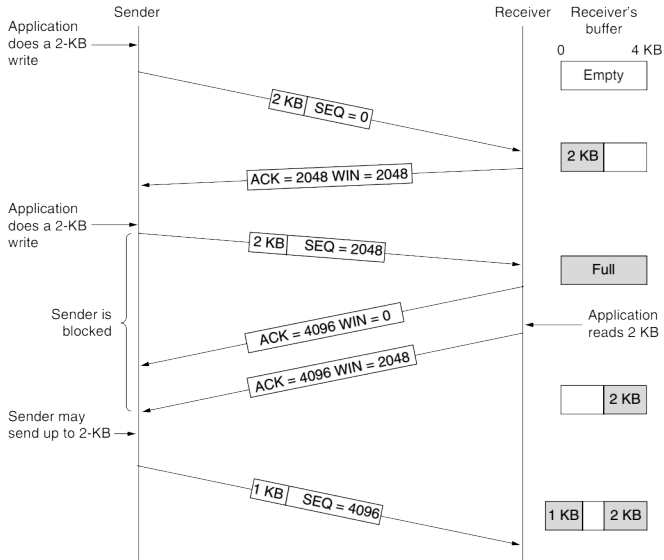 Sender
Receiver
Receiver's
buffer
Application
does a 2-KB
write
0
4 KB
Empty
2 KB SEQ = 0
2 KB
ACK = 2048 WIN = 2048
Application
does a 2-KB
write
2 KB SEQ = 2048
Full
Sender is
blocked
Application
reads 2 KB
ACK = 4096 WIN = 0
ACK = 4096 WIN = 2048
2 KB
Sender may
send up to 2-KB
1 KB SEQ = 4096
1 KB
2 KB